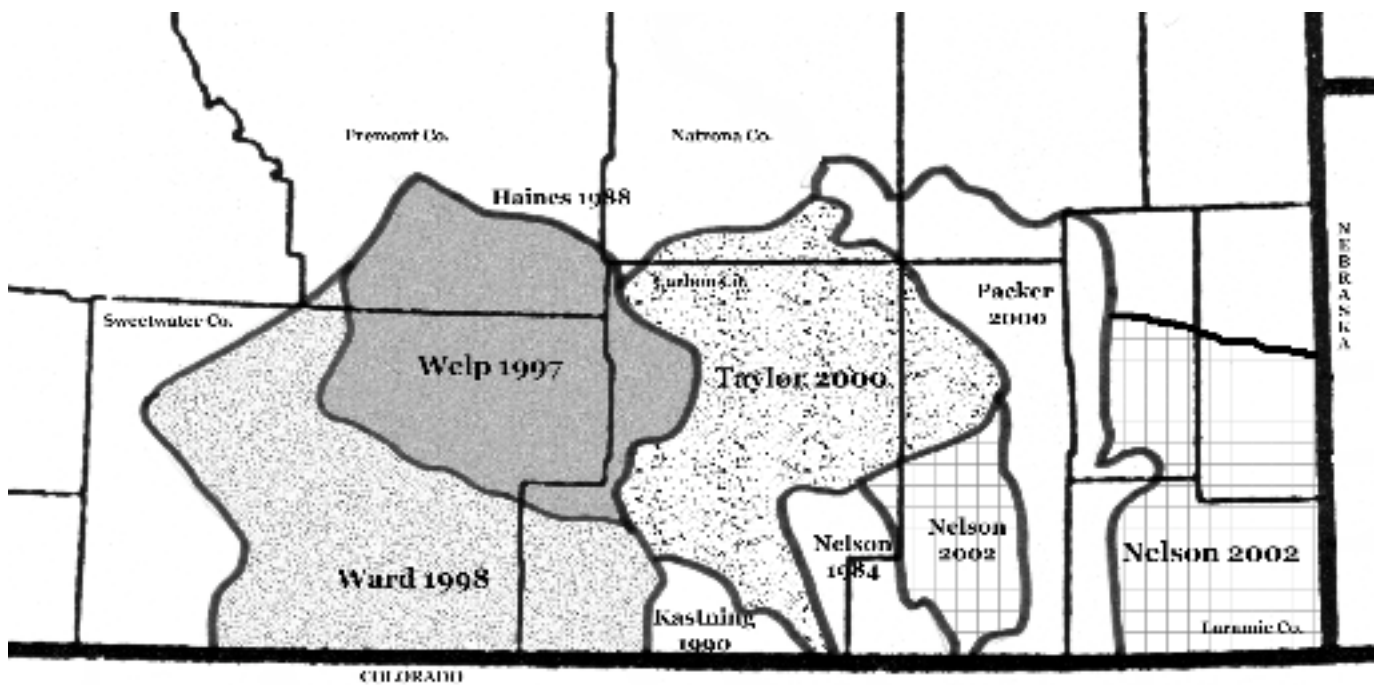 Fremont Co.
Natrona Co.
Haines 1988
NEBRASKA
Carbon Co.
Packer
2000
Sweetwater Co.
Welp 1997
Taylor 2000
Nelson
2002
Nelson
1984
Nelson 2002
Ward 1998
Kastning
1990
Laramie Co.
COLORADO